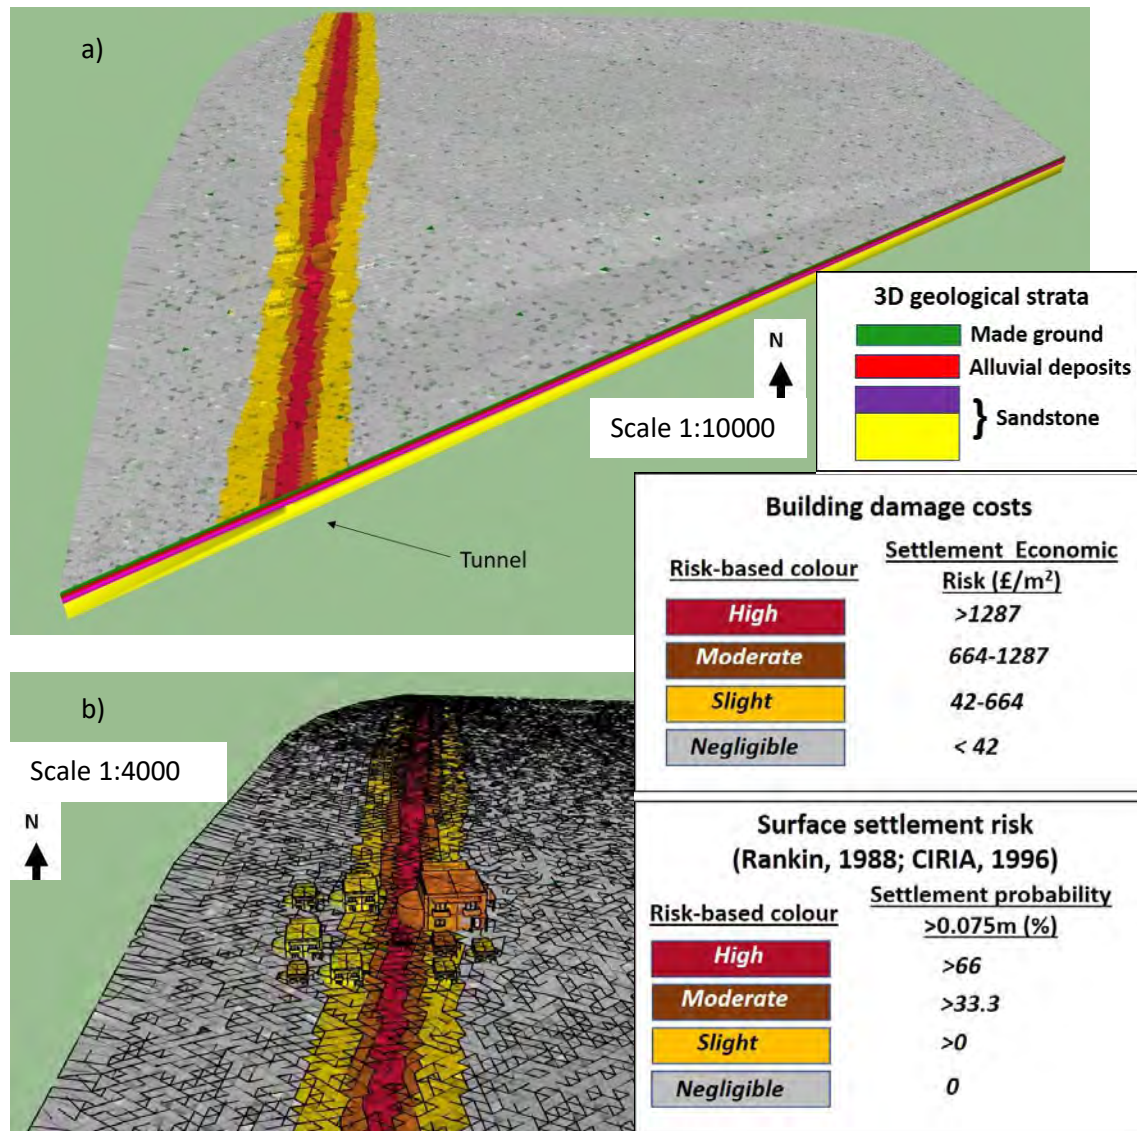 a)
N
Scale 1:10000
Tunnel
3D geological strata
Made ground
Alluvial deposits
} Sandstone
Building damage costs
Risk-based colour
Settlement Economic
Risk (£/m²)
High >1287
Moderate 664-1287
Slight 42-664
Negligible < 42
b)
Scale 1:4000
N
Surface settlement risk
(Rankin, 1988; CIRIA, 1996)
Risk-based colour
Settlement probability
>0.075m (%)
High >66
Moderate >33.3
Slight >0
Negligible 0